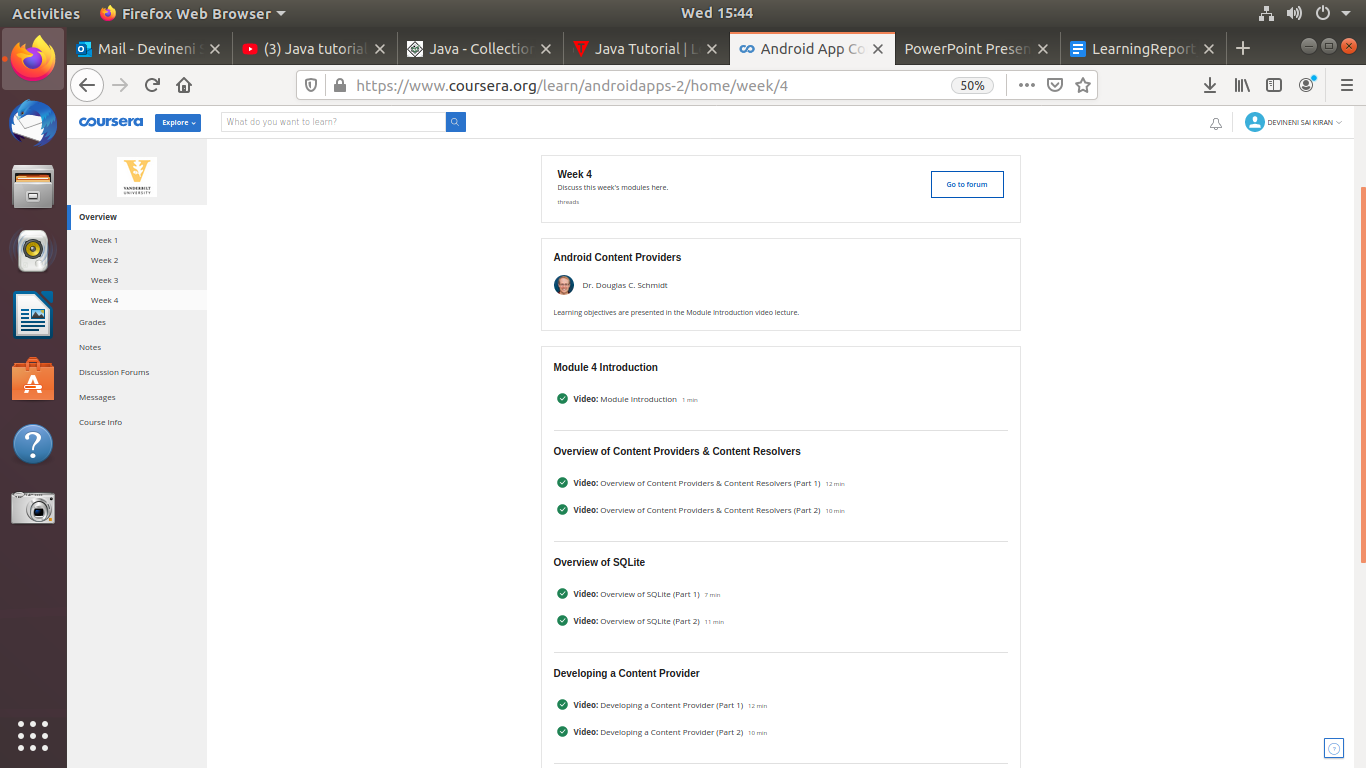 Activities
Firefox Web Browser
Wed 15:44
Mail - Devineni S
(3) Java tutorial
Java - Collection
Java Tutorial | L
Android App Co
PowerPoint Presen
LearningReport
https://www.coursera.org/learn/androidapps-2/home/week/4
50%
coursera
Explore
What do you want to learn?
DEVINENI SAI KIRAN
VANDERBILT
UNIVERSITY
Overview
Week 1
Week 2
Week 3
Week 4
Grades
Notes
Discussion Forums
Messages
Course Info
Week 4
Discuss this week's modules here.
threads
Go to forum
Android Content Providers
Dr. Douglas C. Schmidt
Learning objectives are presented in the Module Introduction video lecture.
Module 4 Introduction
Video: Module Introduction 1 min
Overview of Content Providers & Content Resolvers
Video: Overview of Content Providers & Content Resolvers (Part 1) 12 min
Video: Overview of Content Providers & Content Resolvers (Part 2) 10 min
Overview of SQLite
Video: Overview of SQLite (Part 1) 7 min
Video: Overview of SQLite (Part 2) 11 min
Developing a Content Provider
Video: Developing a Content Provider (Part 1) 12 min
Video: Developing a Content Provider (Part 2) 10 min